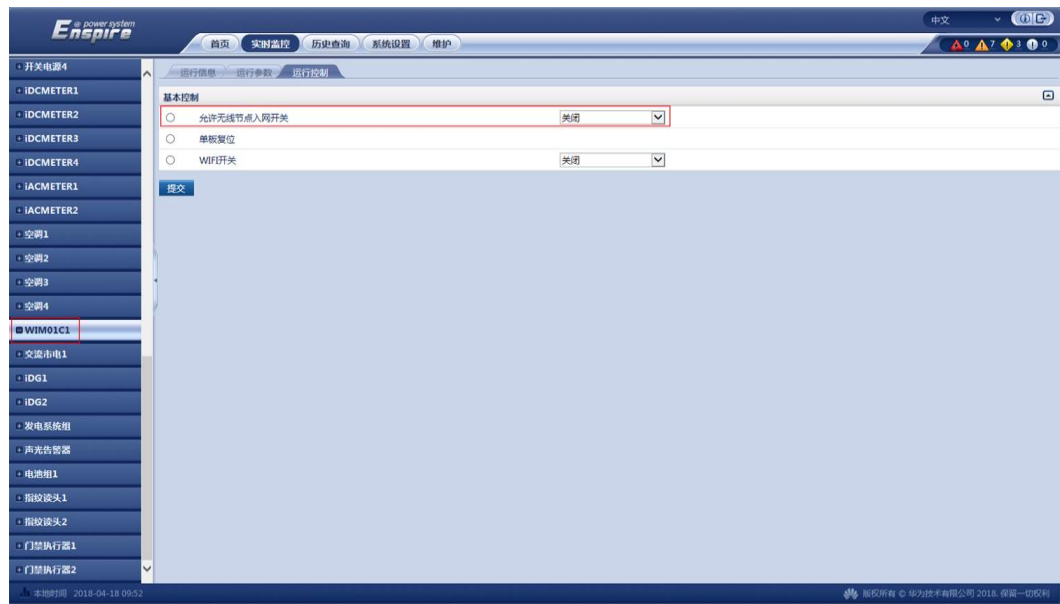 e power system
Enspire
中文
首页 实时监控 历史查询 系统设置 维护
0 7 3 0
开关电源4
iDCMETER1
iDCMETER2
iDCMETER3
iDCMETER4
iACMETER1
iACMETER2
空调1
空调2
空调3
空调4
WIM01C1
交流市电1
iDG1
iDG2
发电系统组
声光告警器
电池组1
指纹读头1
指纹读头2
门禁执行器1
门禁执行器2
运行信息 运行参数 运行控制
基本控制
允许无线节点入网开关 关闭
单板复位
WIFI开关 关闭
提交
本地时间 2018-04-18 09:52
版权所有 © 华为技术有限公司 2018. 保留一切权利